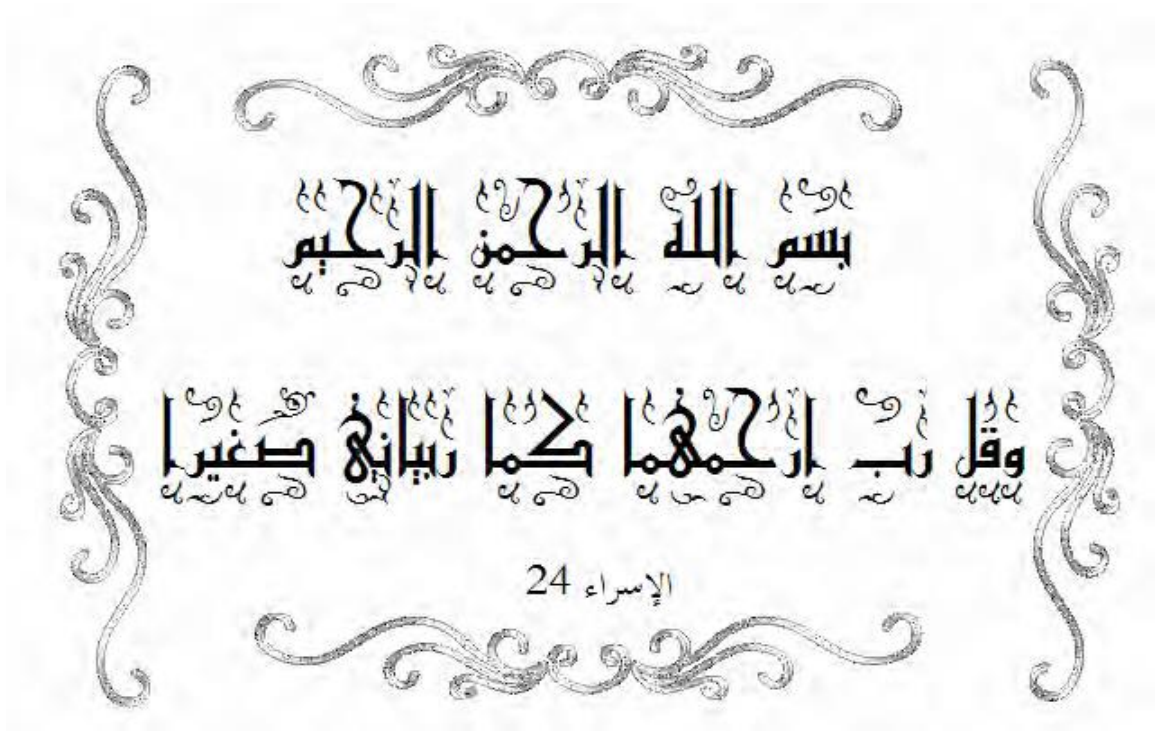 بسم الله الرحمن الرحيم
وقل رب ارحمهما كما ربياني صغيرا
الإسراء 24